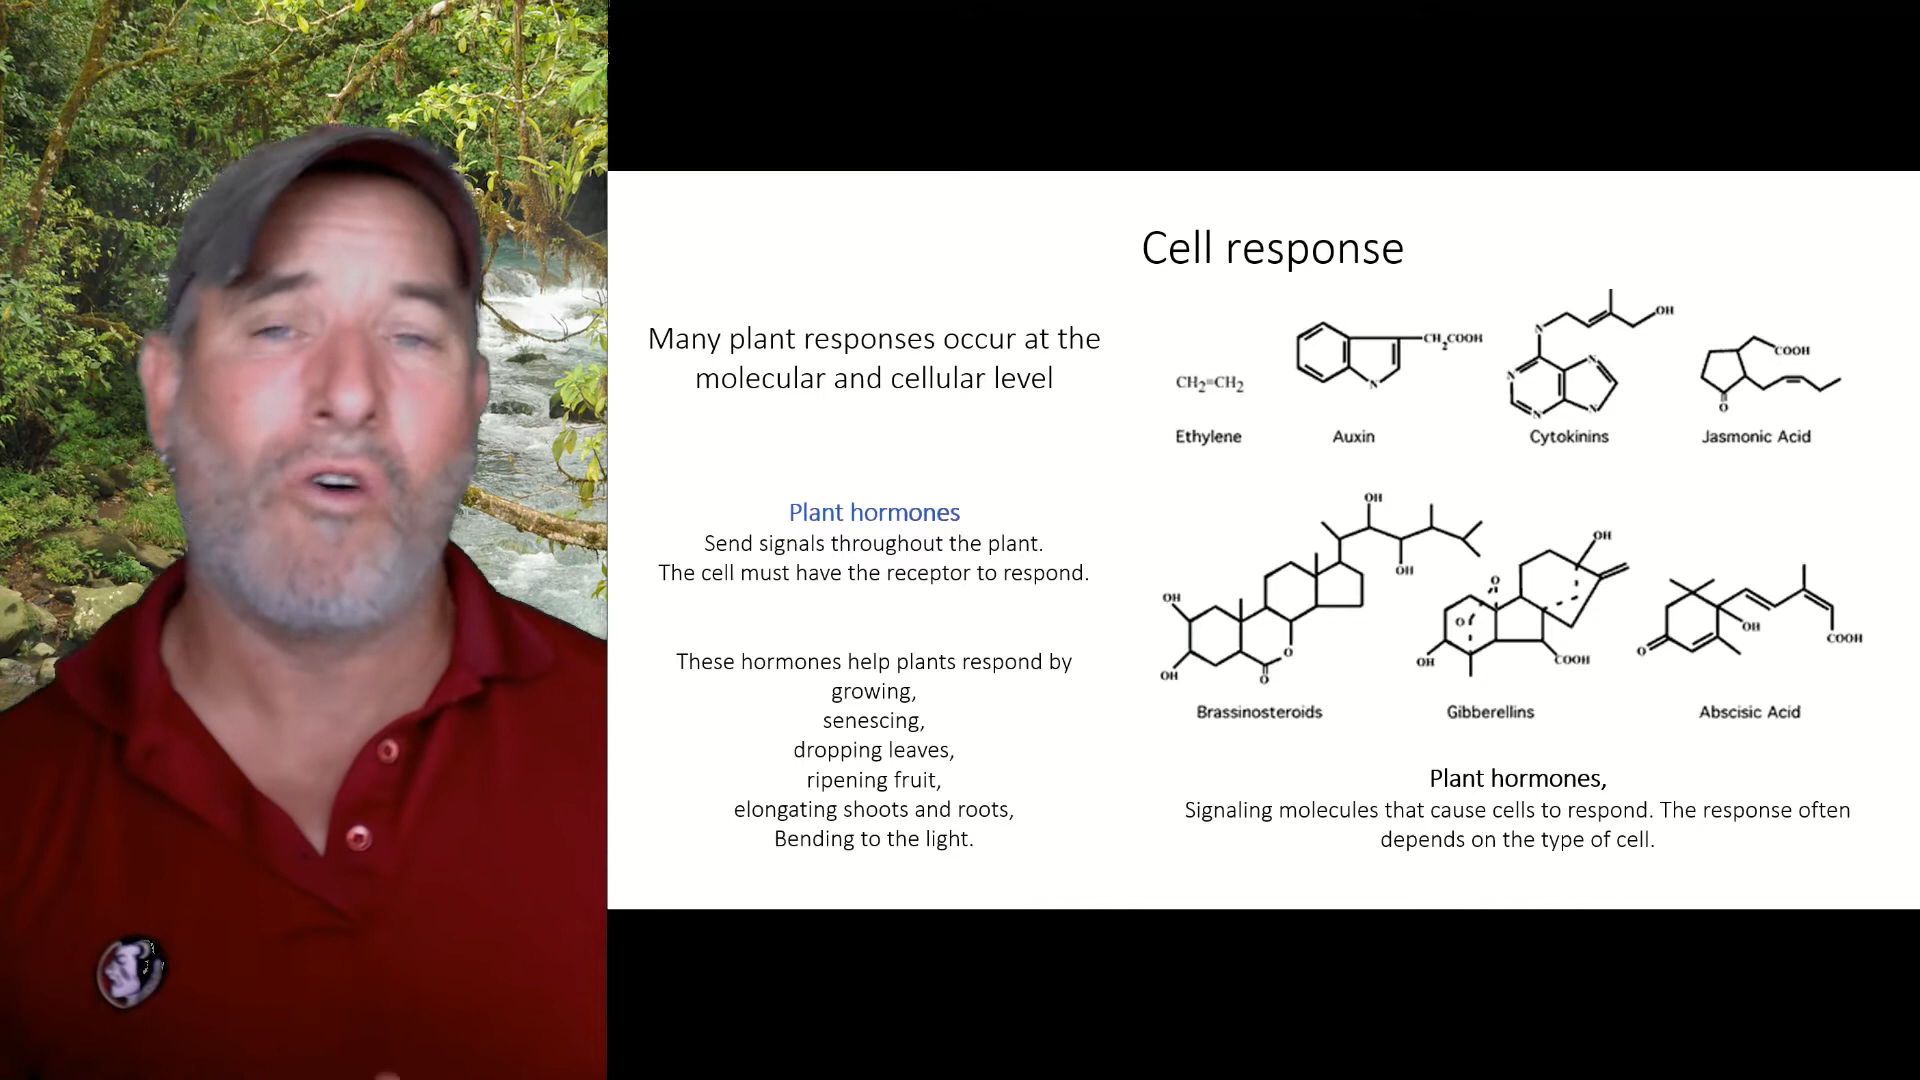 Cell response
Many plant responses occur at the
molecular and cellular level
Plant hormones
Send signals throughout the plant.
The cell must have the receptor to respond.
These hormones help plants respond by
growing,
senescing,
dropping leaves,
ripening fruit,
elongating shoots and roots,
Bending to the light.
CH2=CH2
Ethylene
CH2COOH
N
Auxin
OH
N
N
N
N
N
Cytokinins
COOH
O
Jasmonic Acid
OH
OH
OH
OH
O
O
Brassinosteroids
OH
O
O
OH
COOH
Gibberellins
OH
O
COOH
Abscisic Acid
Plant hormones,
Signaling molecules that cause cells to respond. The response often
depends on the type of cell.